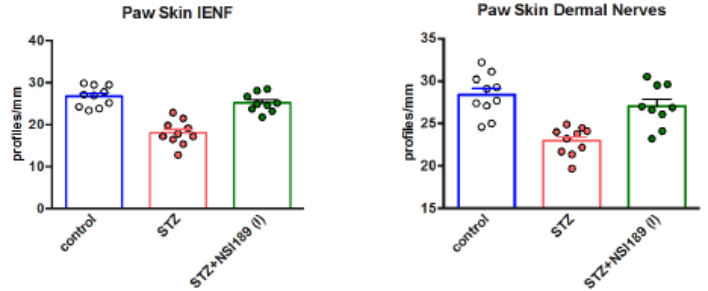 Paw Skin IENF
profiles/mm
40
30
20
10
0
control
STZ
STZ+NSI189 (I)
Paw Skin Dermal Nerves
profiles/mm
35
30
25
20
15
control
STZ
STZ+NSI189 (I)